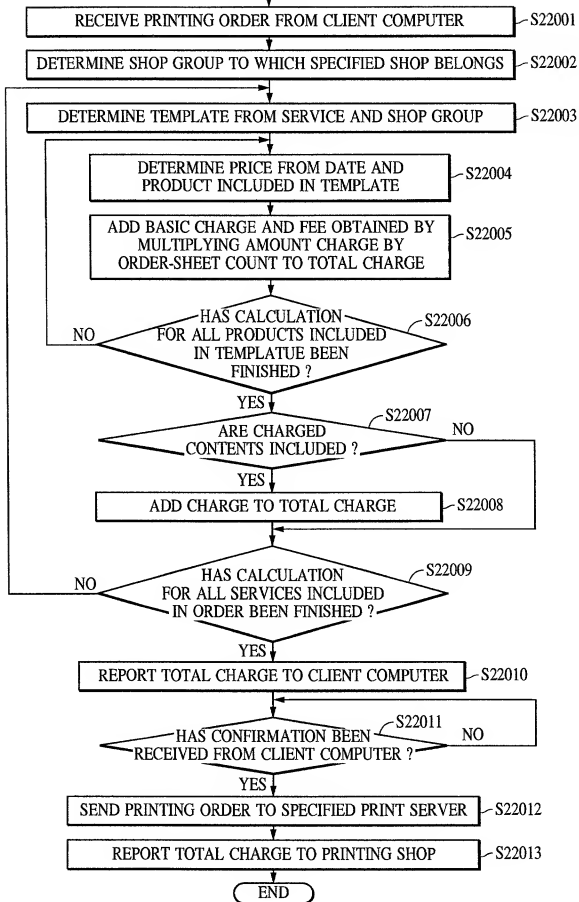 RECEIVE PRINTING ORDER FROM CLIENT COMPUTER
S22001
DETERMINE SHOP GROUP TO WHICH SPECIFIED SHOP BELONGS
S22002
DETERMINE TEMPLATE FROM SERVICE AND SHOP GROUP
S22003
DETERMINE PRICE FROM DATE AND
PRODUCT INCLUDED IN TEMPLATE
S22004
ADD BASIC CHARGE AND FEE OBTAINED BY
MULTIPLYING AMOUNT CHARGE BY
ORDER-SHEET COUNT TO TOTAL CHARGE
S22005
HAS CALCULATION
FOR ALL PRODUCTS INCLUDED
IN TEMPLATUE BEEN
FINISHED ?
S22006
NO
YES
S22007
ARE CHARGED
CONTENTS INCLUDED ?
NO
YES
ADD CHARGE TO TOTAL CHARGE
S22008
HAS CALCULATION
FOR ALL SERVICES INCLUDED
IN ORDER BEEN FINISHED ?
S22009
NO
YES
REPORT TOTAL CHARGE TO CLIENT COMPUTER
S22010
S22011
HAS CONFIRMATION BEEN
RECEIVED FROM CLIENT COMPUTER ?
NO
YES
SEND PRINTING ORDER TO SPECIFIED PRINT SERVER
S22012
REPORT TOTAL CHARGE TO PRINTING SHOP
S22013
END